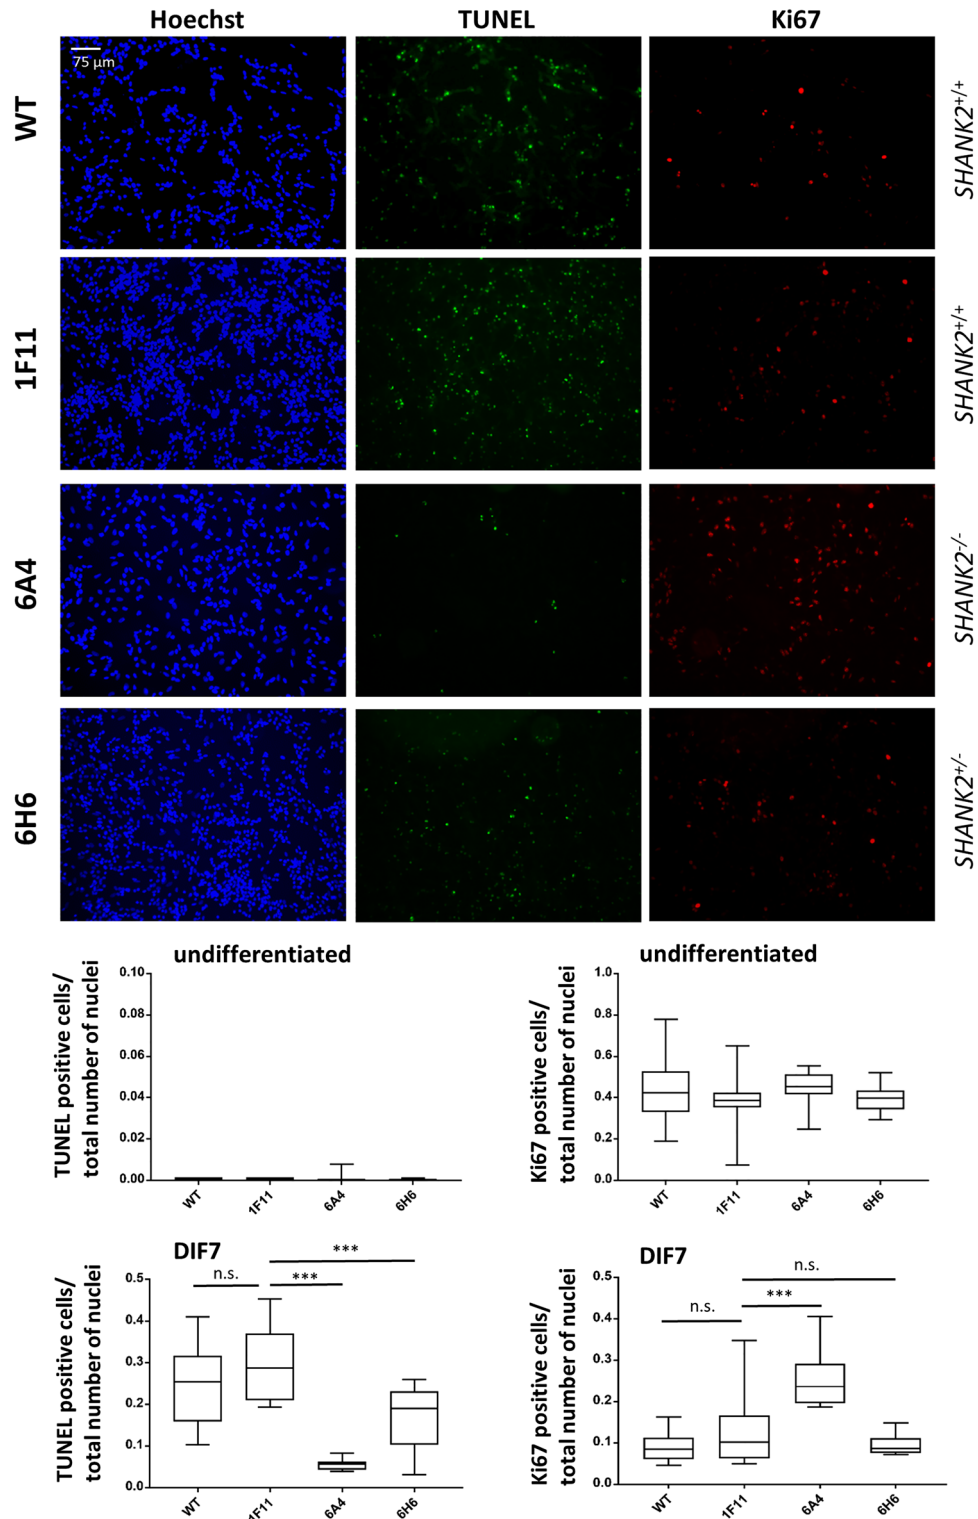 Hoechst TUNEL Ki67
75 µm
WT SHANK2+/+
1F11 SHANK2+/+
6A4 SHANK2-/-
6H6 SHANK2+/-
undifferentiated
TUNEL positive cells/
total number of nuclei
0.10
0.08
0.06
0.04
0.02
0.00
WT 1F11 6A4 6H6
undifferentiated
Ki67 positive cells/
total number of nuclei
1.0
0.8
0.6
0.4
0.2
0.0
WT 1F11 6A4 6H6
DIF7
TUNEL positive cells/
total number of nuclei
***
n.s. ***
0.5
0.4
0.3
0.2
0.1
0.0
WT 1F11 6A4 6H6
DIF7
Ki67 positive cells/
total number of nuclei
n.s.
***
n.s.
0.5
0.4
0.3
0.2
0.1
0.0
WT 1F11 6A4 6H6